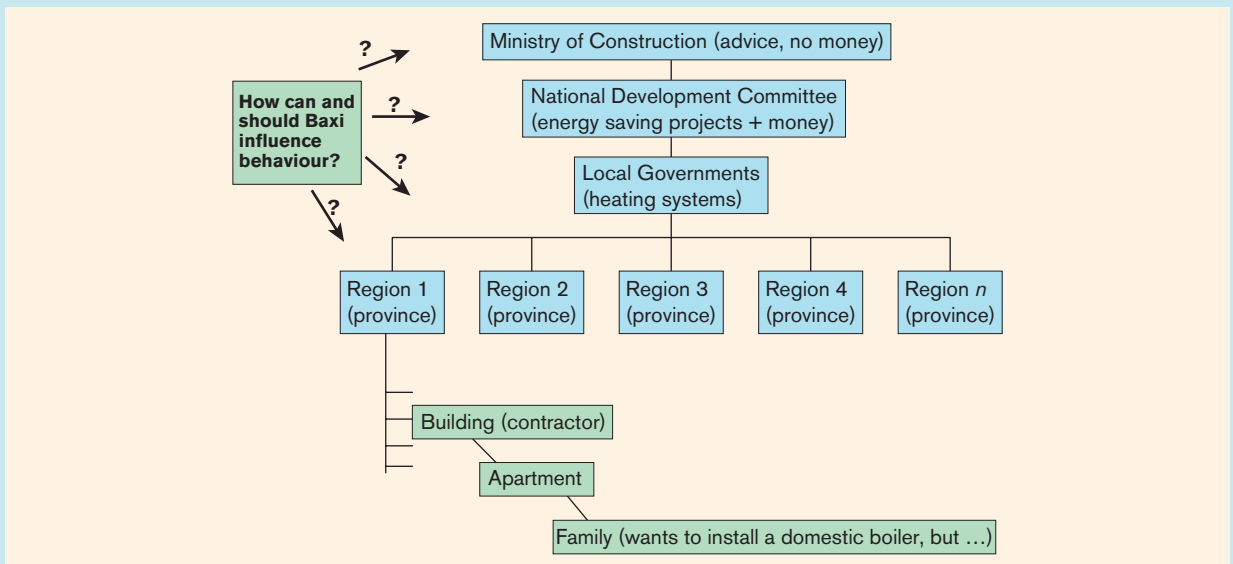 Ministry of Construction (advice, no money)
?
How can and
should Baxi
influence
behaviour?
?
National Development Committee
(energy saving projects + money)
?
Local Governments
(heating systems)
?
Region 1
(province)
Region 2
(province)
Region 3
(province)
Region 4
(province)
Region n
(province)
Building (contractor)
Apartment
Family (wants to install a domestic boiler, but …)